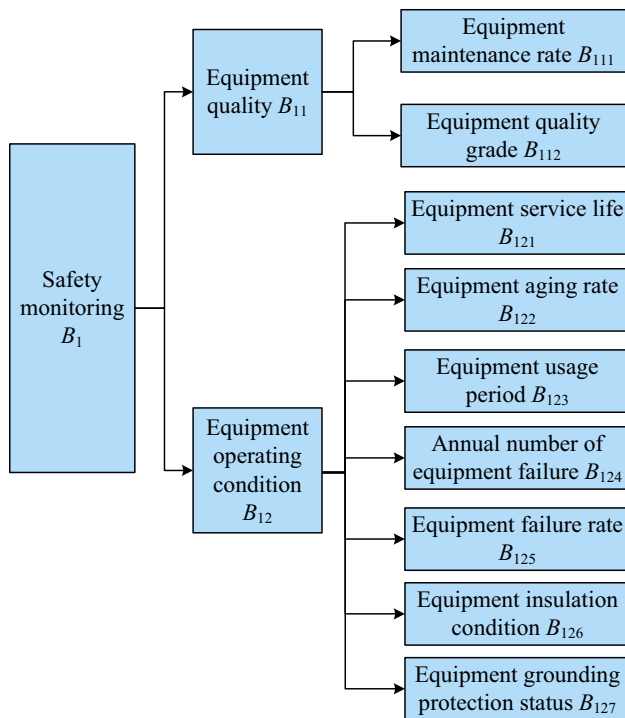 Safety
monitoring
B1
Equipment
quality B11
Equipment
operating
condition
B12
Equipment
maintenance rate B111
Equipment quality
grade B112
Equipment service life
B121
Equipment aging rate
B122
Equipment usage
period B123
Annual number of
equipment failure B124
Equipment failure rate
B125
Equipment insulation
condition B126
Equipment grounding
protection status B127